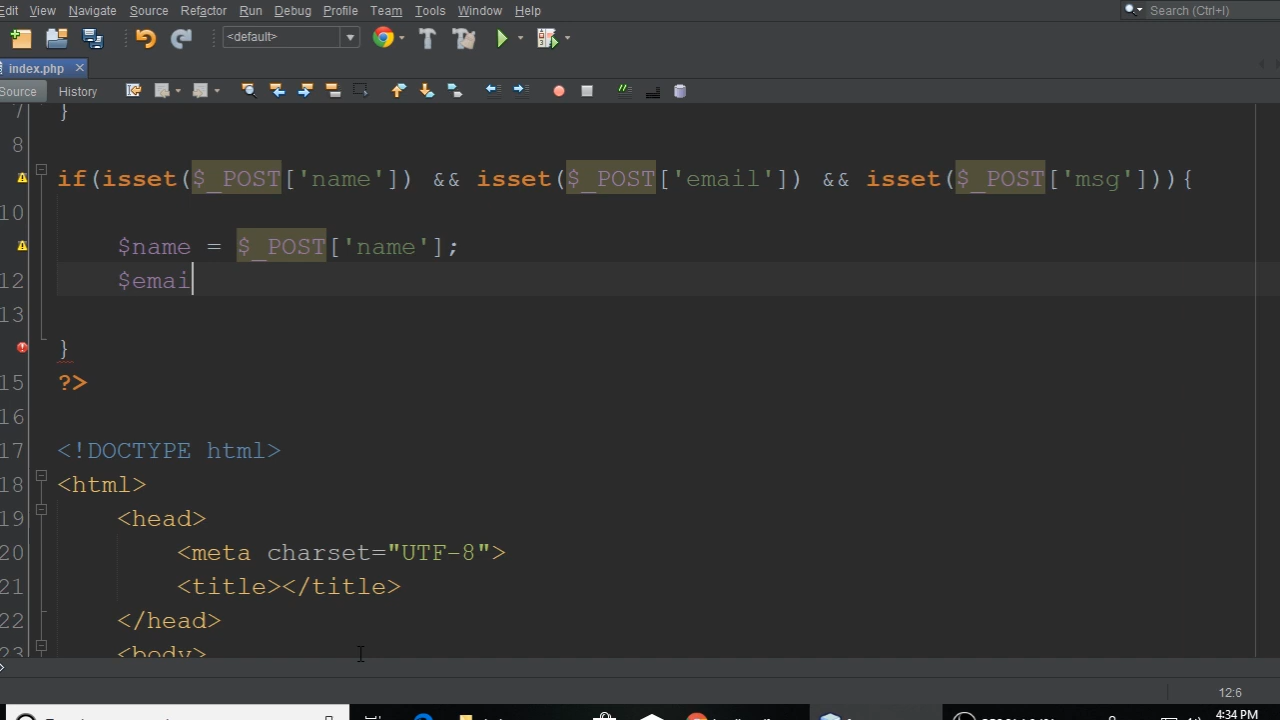 Edit View Navigate Source Refactor Run Debug Profile Team Tools Window Help Search (Ctrl+I)
<default>
index.php
Source History
7 }
8
if(isset($_POST['name']) && isset($_POST['email']) && isset($_POST['msg'])){
10
$name = $_POST['name'];
12 $emai
13
}
15 ?>
16
17 <!DOCTYPE html>
18 <html>
19 <head>
20 <meta charset="UTF-8">
21 <title></title>
22 </head>
23 <body>
12:6
4:34 PM